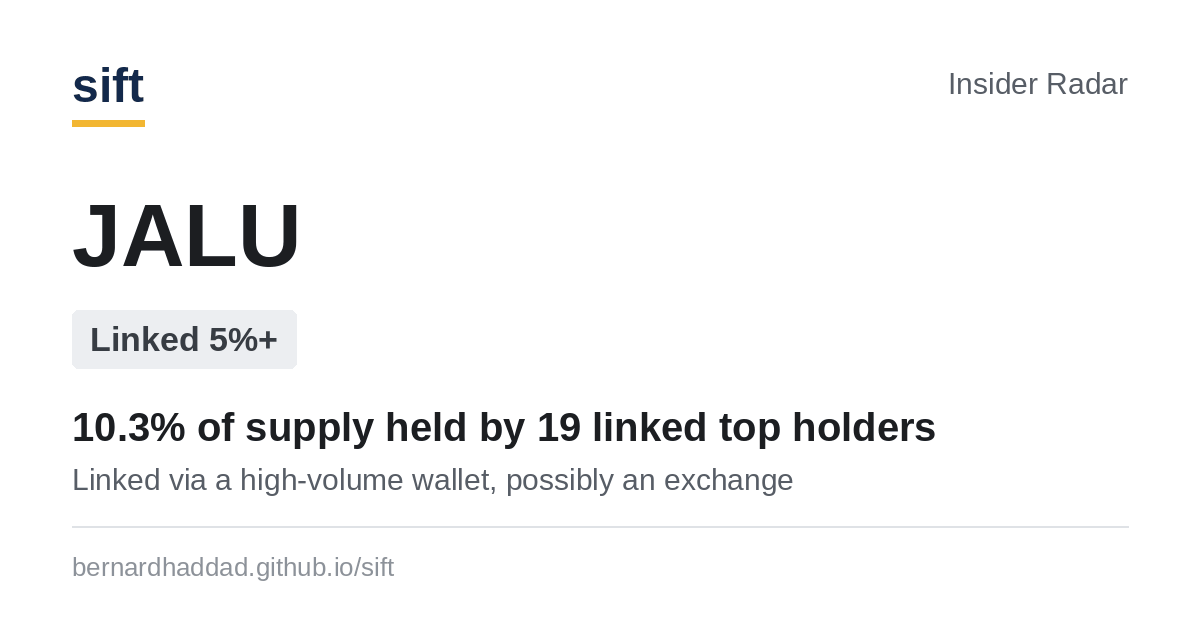 sift
Insider Radar
JALU
Linked 5%+
10.3% of supply held by 19 linked top holders
Linked via a high-volume wallet, possibly an exchange
bernardhaddad.github.io/sift